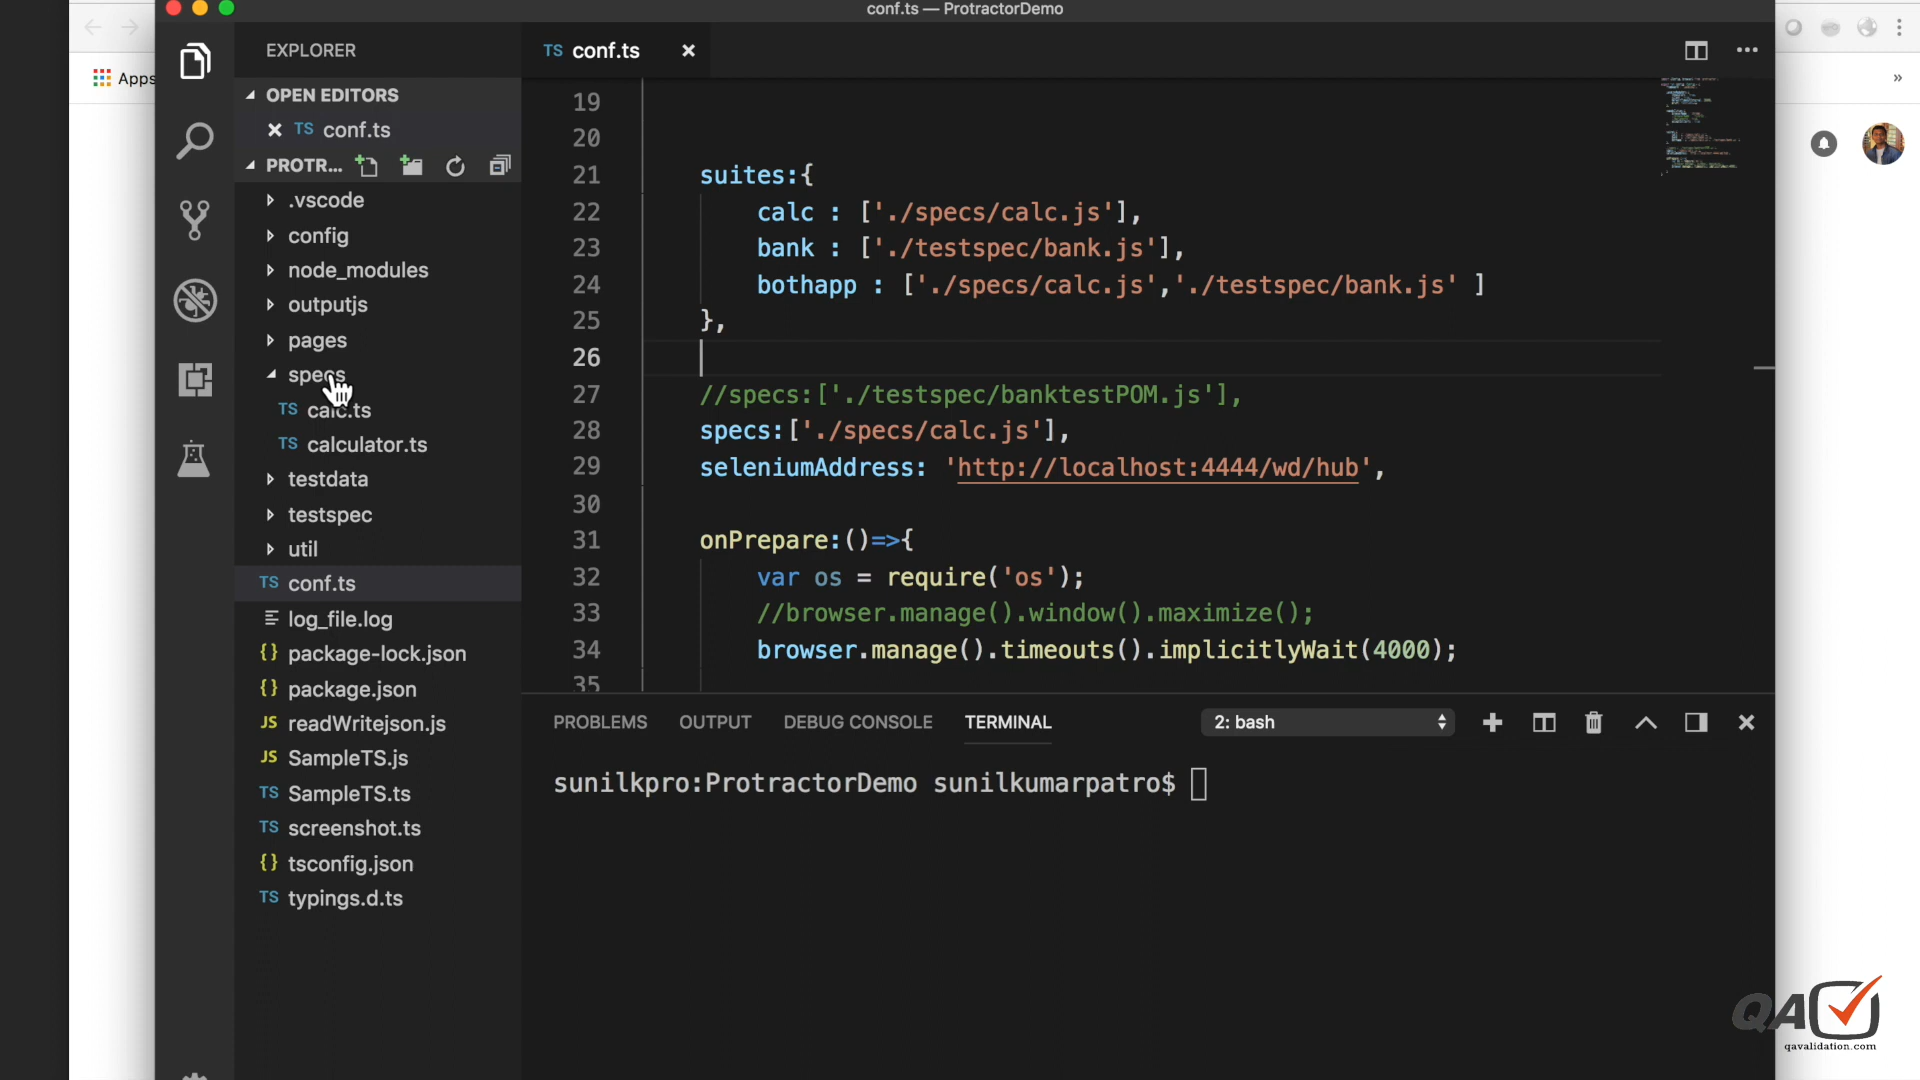 conf.ts — ProtractorDemo
Apps
»
EXPLORER
OPEN EDITORS
TS conf.ts
PROTR...
.vscode
config
node_modules
outputjs
pages
specs
TS calc.ts
TS calculator.ts
testdata
testspec
util
TS conf.ts
log_file.log
{} package-lock.json
{} package.json
JS readWritejson.js
JS SampleTS.js
TS SampleTS.ts
TS screenshot.ts
{} tsconfig.json
TS typings.d.ts
TS conf.ts
19
20
21 suites:{
22 calc : ['./specs/calc.js'],
23 bank : ['./testspec/bank.js'],
24 bothapp : ['./specs/calc.js','./testspec/bank.js' ]
25 },
26
27 //specs:['./testspec/banktestPOM.js'],
28 specs:['./specs/calc.js'],
29 seleniumAddress: 'http://localhost:4444/wd/hub',
30
31 onPrepare:()=>{
32 var os = require('os');
33 //browser.manage().window().maximize();
34 browser.manage().timeouts().implicitlyWait(4000);
35
PROBLEMS OUTPUT DEBUG CONSOLE TERMINAL 2: bash
sunilkpro:ProtractorDemo sunilkumarpatro$
QA
qavalidation.com